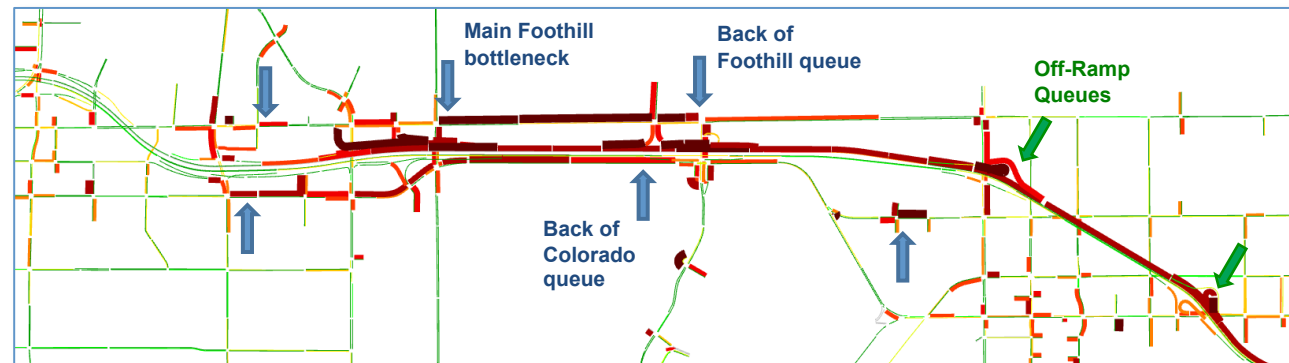 Main Foothill
bottleneck
Back of
Foothill queue
Off-Ramp
Queues
Back of
Colorado
queue